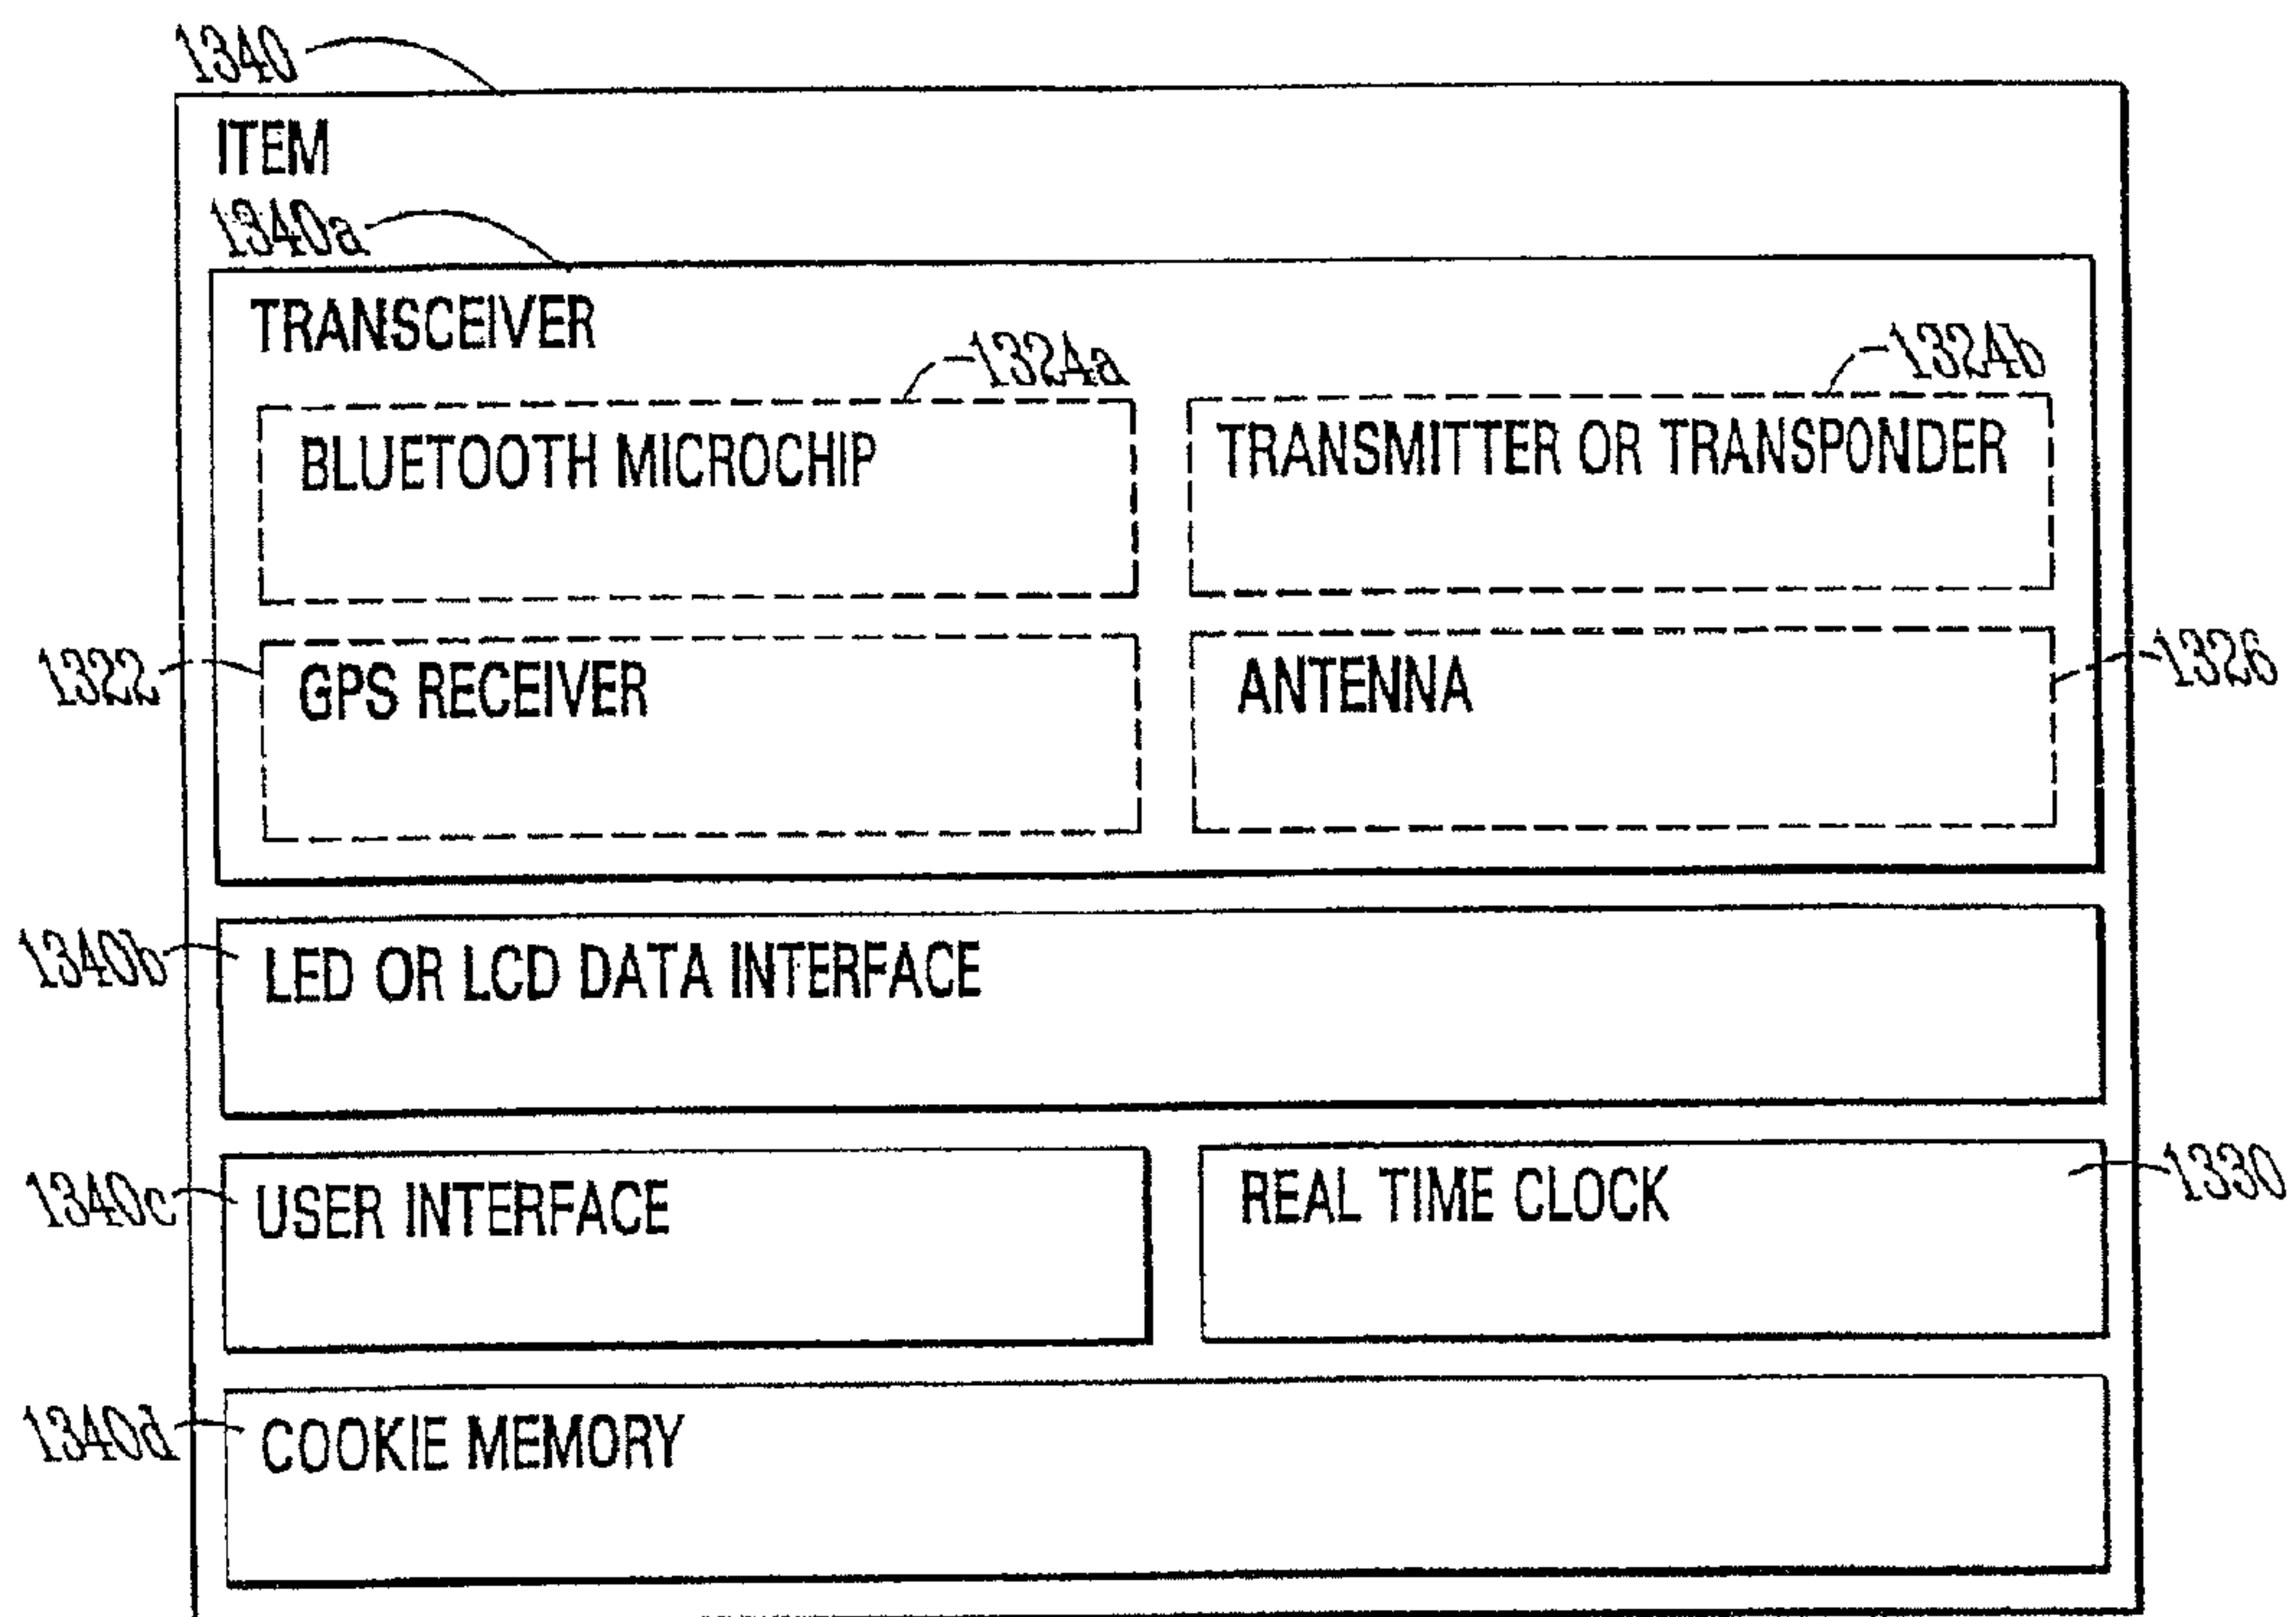 1340
ITEM
1340a
TRANSCEIVER
1324a
1324b
BLUETOOTH MICROCHIP
TRANSMITTER OR TRANSPONDER
1322
GPS RECEIVER
ANTENNA
1326
1340b
LED OR LCD DATA INTERFACE
1340c
USER INTERFACE
REAL TIME CLOCK
1330
1340d
COOKIE MEMORY